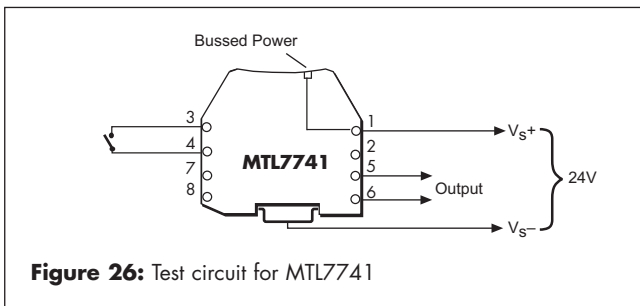 Bussed Power
3
4
7
8
MTL7741
1
2
5
6
Vs+
Output
24V
Vs–
Figure 26: Test circuit for MTL7741